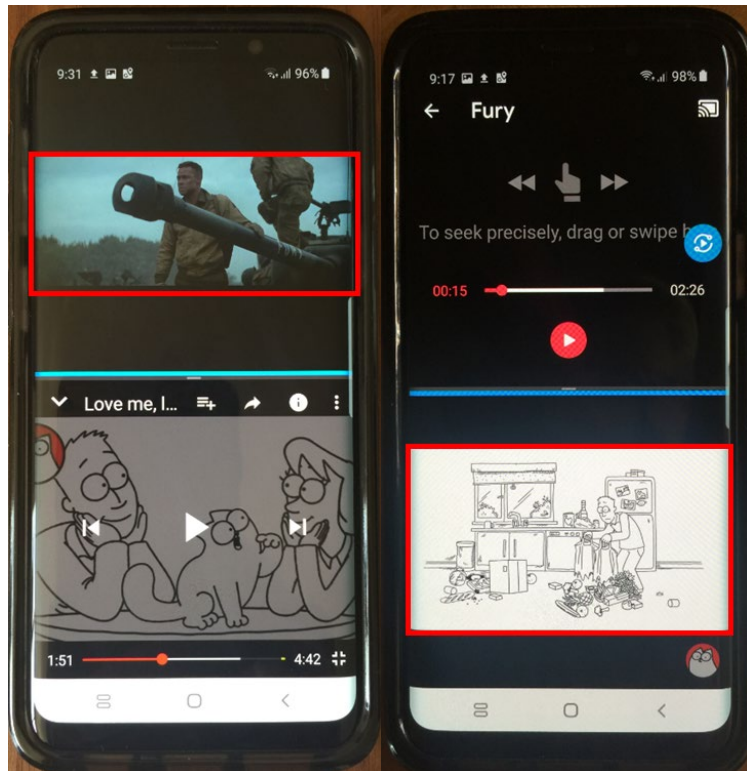 9:31 96%
Love me, l...
1:51 4:42
9:17 98%
Fury
To seek precisely, drag or swipe h
00:15 02:26